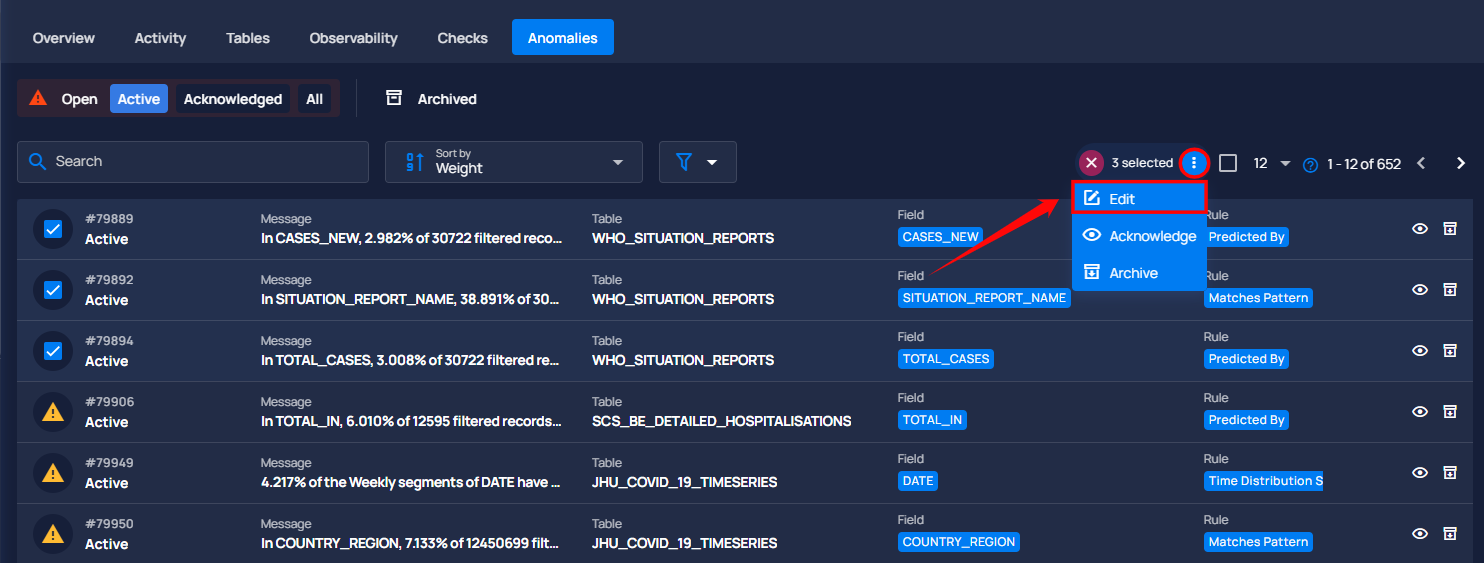 Overview Activity Tables Observability Checks Anomalies
Open Active Acknowledged All Archived
Search Sort by Weight 3 selected 12 1 - 12 of 652
Edit
Acknowledge
Archive
#79889 Message Table Field Rule
Active In CASES_NEW, 2.982% of 30722 filtered reco... WHO_SITUATION_REPORTS CASES_NEW Predicted By
#79892 Message Table Field
Active In SITUATION_REPORT_NAME, 38.891% of 30... WHO_SITUATION_REPORTS SITUATION_REPORT_NAME Matches Pattern
#79894 Message Table Field Rule
Active In TOTAL_CASES, 3.008% of 30722 filtered re... WHO_SITUATION_REPORTS TOTAL_CASES Predicted By
#79906 Message Table Field Rule
Active In TOTAL_IN, 6.010% of 12595 filtered records... SCS_BE_DETAILED_HOSPITALISATIONS TOTAL_IN Predicted By
#79949 Message Table Field Rule
Active 4.217% of the Weekly segments of DATE have ... JHU_COVID_19_TIMESERIES DATE Time Distribution S
#79950 Message Table Field Rule
Active In COUNTRY_REGION, 7.133% of 12450699 filt... JHU_COVID_19_TIMESERIES COUNTRY_REGION Matches Pattern